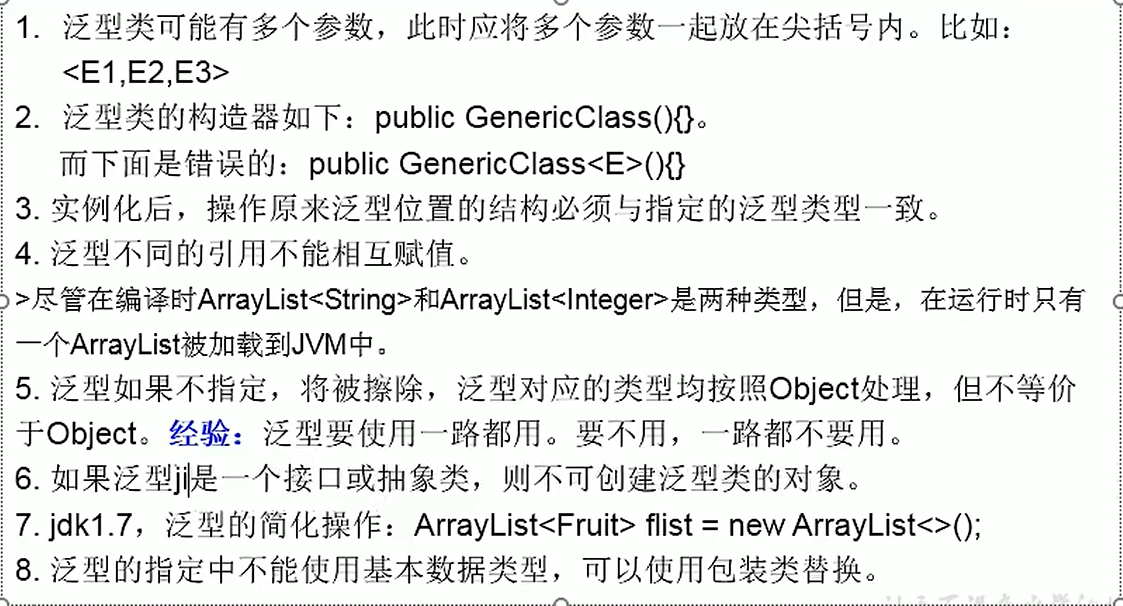 1. 泛型类可能有多个参数，此时应将多个参数一起放在尖括号内。比如：
<E1,E2,E3>
2. 泛型类的构造器如下：public GenericClass(){}。
而下面是错误的：public GenericClass<E>(){}
3. 实例化后，操作原来泛型位置的结构必须与指定的泛型类型一致。
4. 泛型不同的引用不能相互赋值。
>尽管在编译时ArrayList<String>和ArrayList<Integer>是两种类型，但是，在运行时只有
一个ArrayList被加载到JVM中。
5. 泛型如果不指定，将被擦除，泛型对应的类型均按照Object处理，但不等价
于Object。经验：泛型要使用一路都用。要不用，一路都不要用。
6. 如果泛型ji是一个接口或抽象类，则不可创建泛型类的对象。
7. jdk1.7，泛型的简化操作：ArrayList<Fruit> flist = new ArrayList<>();
8. 泛型的指定中不能使用基本数据类型，可以使用包装类替换。